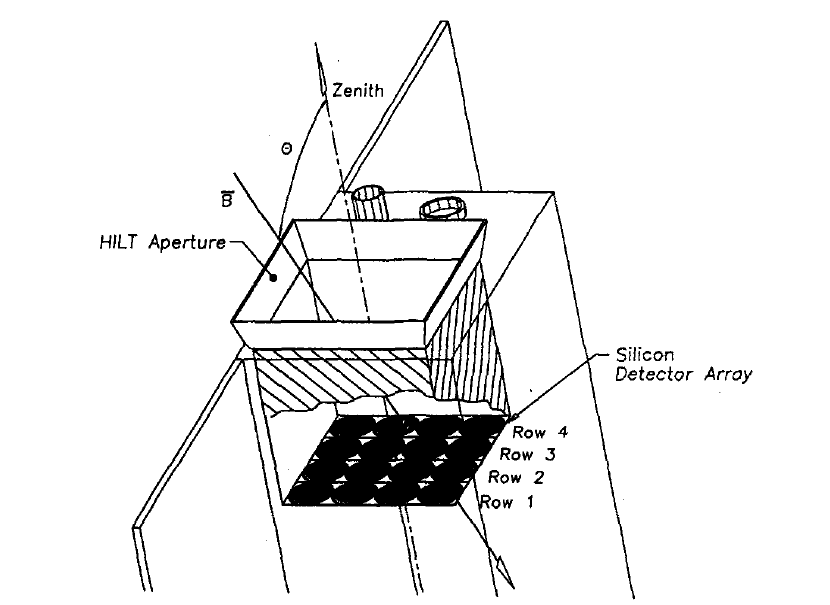 Zenith
Θ
B
HILT Aperture
Silicon
Detector Array
Row 4
Row 3
Row 2
Row 1